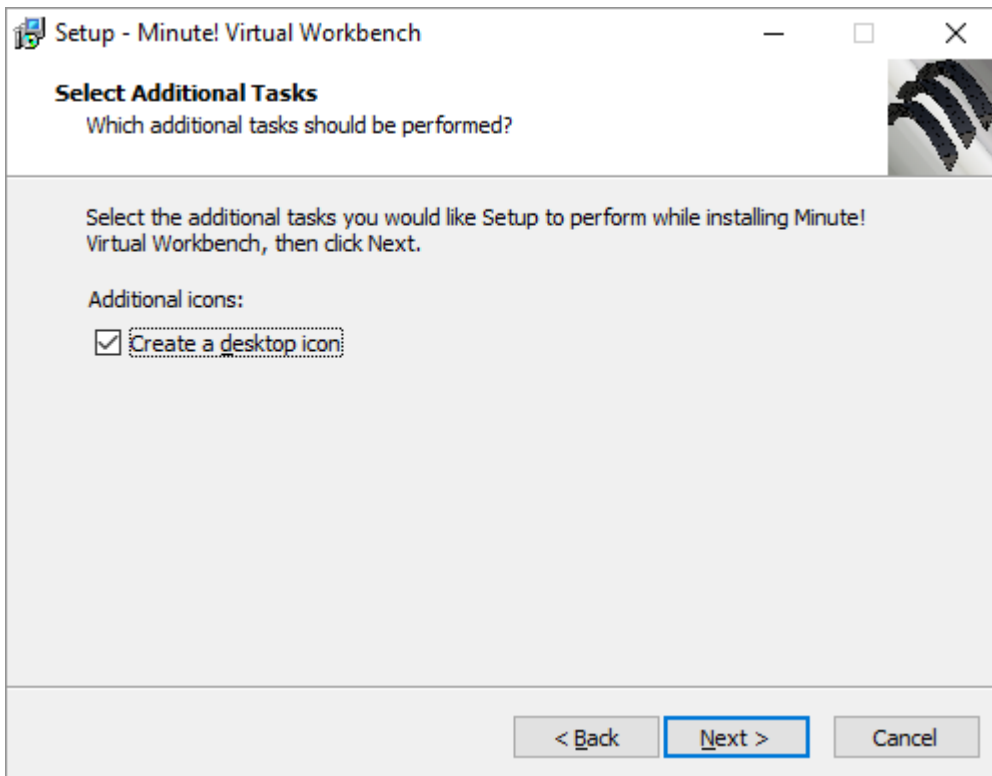 Setup - Minute! Virtual Workbench
Select Additional Tasks
Which additional tasks should be performed?
Select the additional tasks you would like Setup to perform while installing Minute!
Virtual Workbench, then click Next.
Additional icons:
Create a desktop icon
< Back Next > Cancel